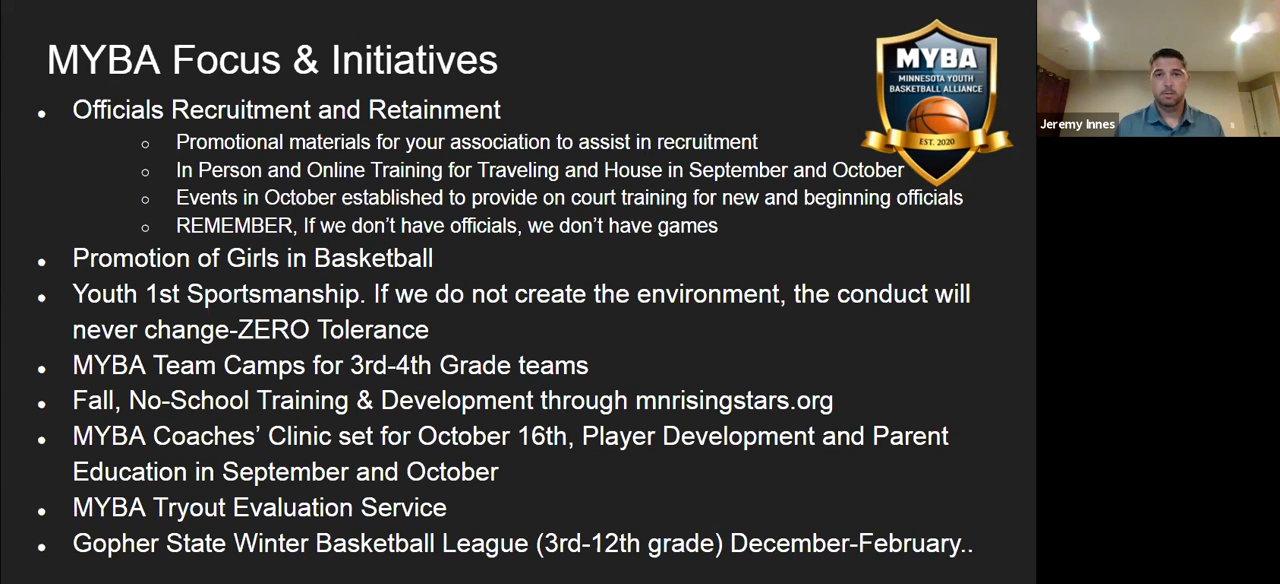 MYBA Focus & Initiatives
MYBA
MINNESOTA YOUTH
BASKETBALL ALLIANCE
EST. 2020
Jeremy Innes
● Officials Recruitment and Retainment
○ Promotional materials for your association to assist in recruitment
○ In Person and Online Training for Traveling and House in September and October
○ Events in October established to provide on court training for new and beginning officials
○ REMEMBER, If we don’t have officials, we don’t have games
● Promotion of Girls in Basketball
● Youth 1st Sportsmanship. If we do not create the environment, the conduct will
never change-ZERO Tolerance
● MYBA Team Camps for 3rd-4th Grade teams
● Fall, No-School Training & Development through mnrisingstars.org
● MYBA Coaches’ Clinic set for October 16th, Player Development and Parent
Education in September and October
● MYBA Tryout Evaluation Service
● Gopher State Winter Basketball League (3rd-12th grade) December-February..